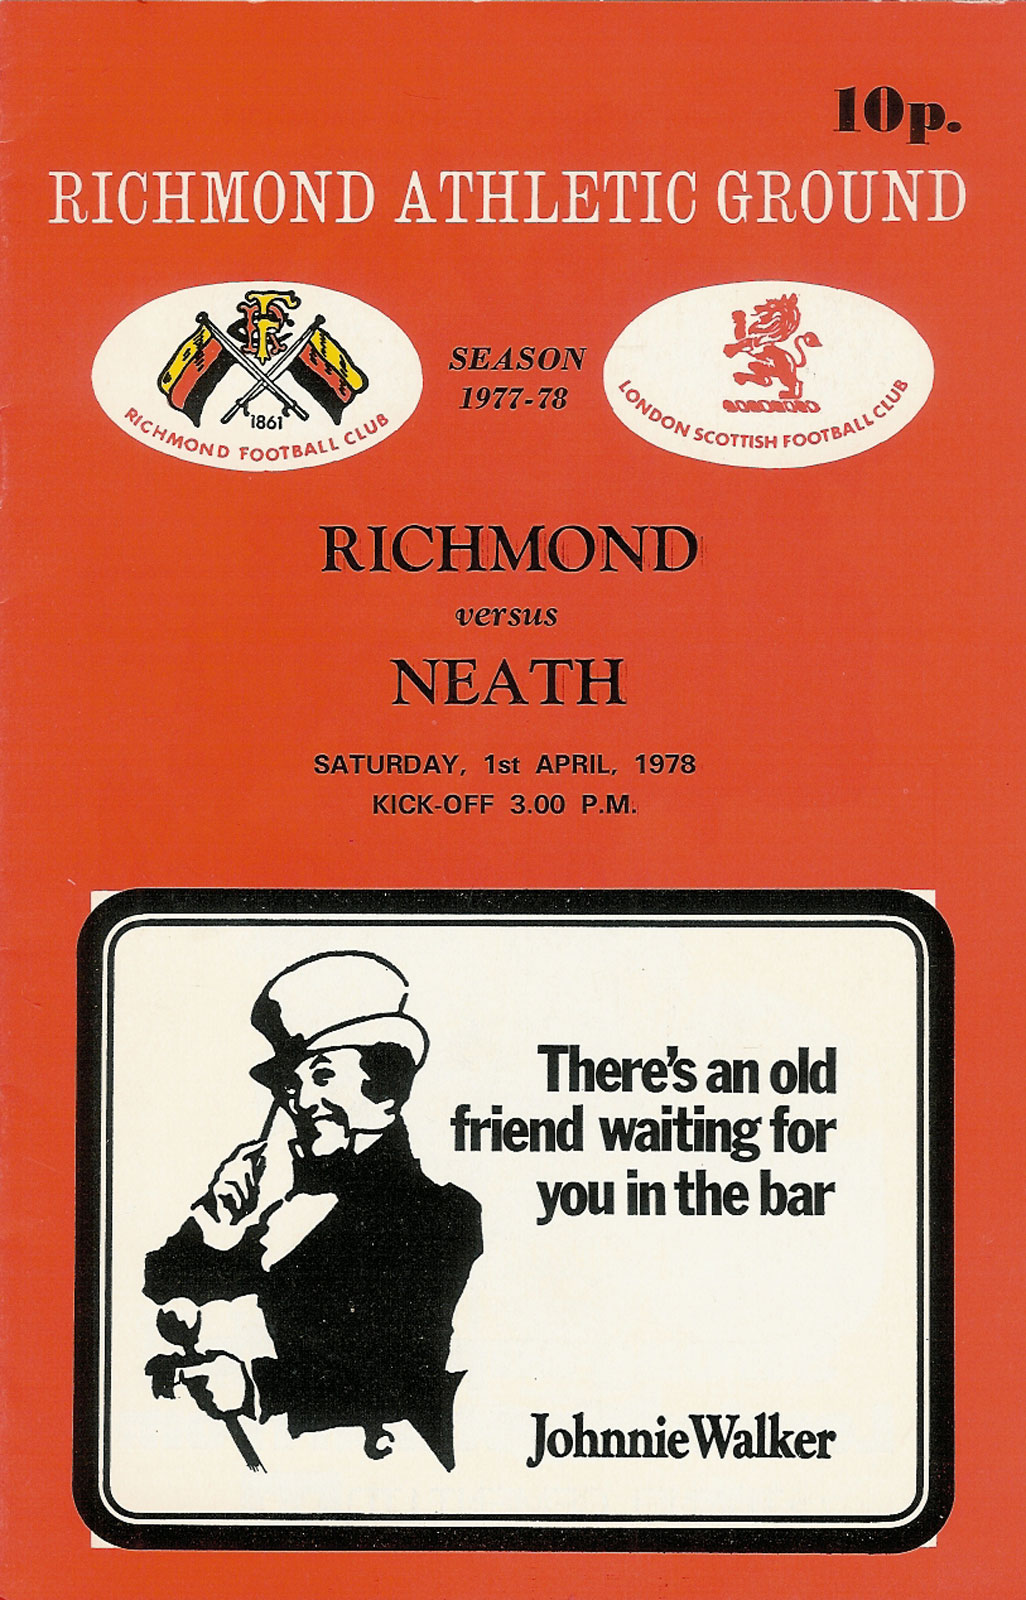 10p.
RICHMOND ATHLETIC GROUND
FRC
1861
RICHMOND FOOTBALL CLUB
SEASON
1977-78
LONDON SCOTTISH FOOTBALL CLUB
RICHMOND
versus
NEATH
SATURDAY, 1st APRIL, 1978
KICK-OFF 3.00 P.M.
There's an old
friend waiting for
you in the bar
Johnnie Walker